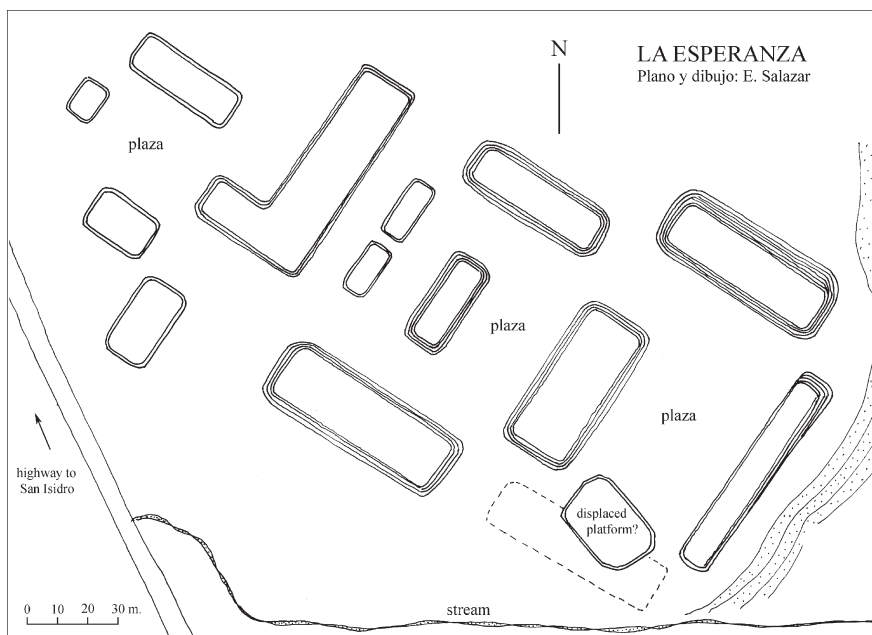 N
LA ESPERANZA
Plano y dibujo: E. Salazar
plaza
plaza
plaza
highway to
San Isidro
displaced
platform?
stream
0 10 20 30 m.